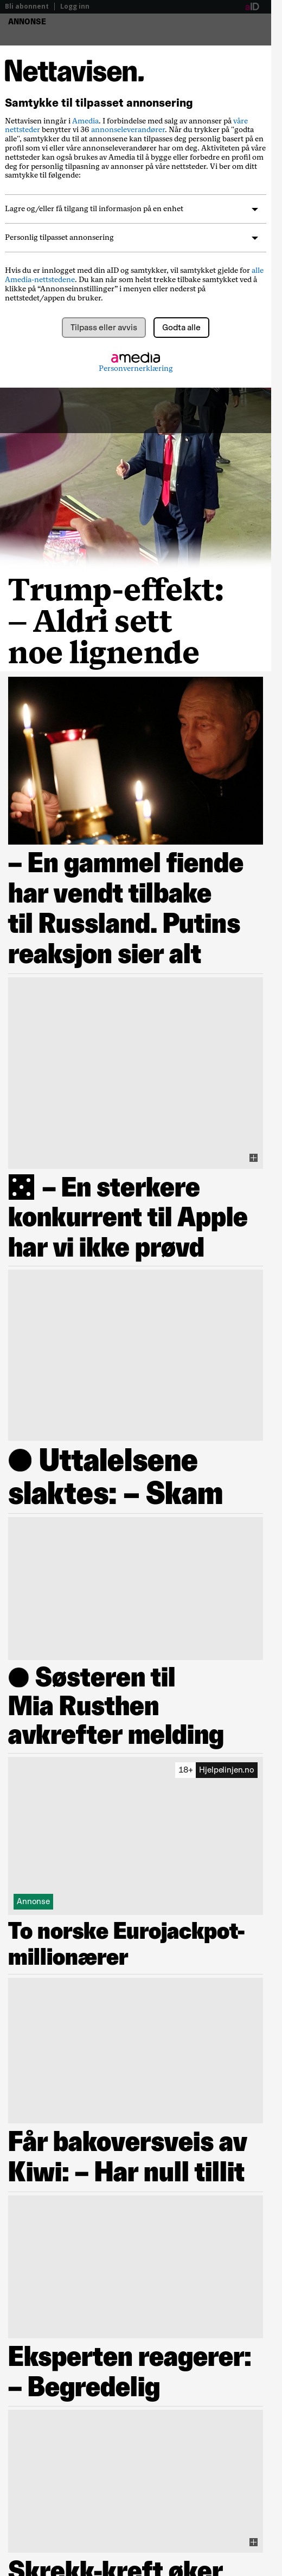 Bli abonnent | Logg inn
aID
ANNONSE
Nettavisen.
Samtykke til tilpasset annonsering
Nettavisen inngår i Amedia. I forbindelse med salg av annonser på våre
nettsteder benytter vi 36 annonseleverandører. Når du trykker på "godta
alle", samtykker du til at annonsene kan tilpasses deg personlig basert på en
profil som vi eller våre annonseleverandører har om deg. Aktiviteten på våre
nettsteder kan også brukes av Amedia til å bygge eller forbedre en profil om
deg for personlig tilpasning av annonser på våre nettsteder. Vi ber om ditt
samtykke til følgende:
Lagre og/eller få tilgang til informasjon på en enhet
Personlig tilpasset annonsering
Hvis du er innlogget med din aID og samtykker, vil samtykket gjelde for alle
Amedia-nettstedene. Du kan når som helst trekke tilbake samtykket ved å
klikke på “Annonseinnstillinger” i menyen eller nederst på
nettstedet/appen du bruker.
Tilpass eller avvis
Godta alle
amedia
Personvernerklæring
Trump-effekt:
– Aldri sett
noe lignende
– En gammel fiende
har vendt tilbake
til Russland. Putins
reaksjon sier alt
– En sterkere
konkurrent til Apple
har vi ikke prøvd
Uttalelsene
slaktes: – Skam
Søsteren til
Mia Rusthen
avkrefter melding
18+ Hjelpelinjen.no
Annonse
To norske Eurojackpot-
millionærer
Får bakoversveis av
Kiwi: – Har null tillit
Eksperten reagerer:
– Begredelig
Skrekk-kreft øker